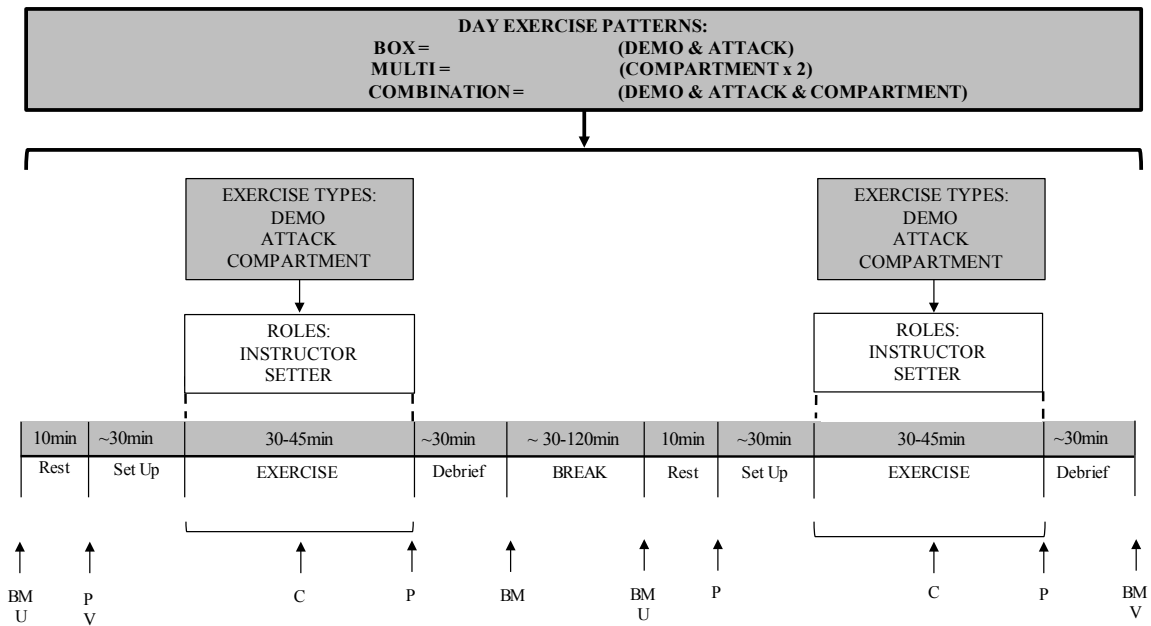 DAY EXERCISE PATTERNS:
BOX = (DEMO & ATTACK)
MULTI = (COMPARTMENT x 2)
COMBINATION = (DEMO & ATTACK & COMPARTMENT)
EXERCISE TYPES:
DEMO
ATTACK
COMPARTMENT
EXERCISE TYPES:
DEMO
ATTACK
COMPARTMENT
ROLES:
INSTRUCTOR
SETTER
ROLES:
INSTRUCTOR
SETTER
10min ~30min 30-45min ~30min ~ 30-120min 10min ~30min 30-45min ~30min
Rest Set Up EXERCISE Debrief BREAK Rest Set Up EXERCISE Debrief
BM P C P BM BM P C P BM
U V U V